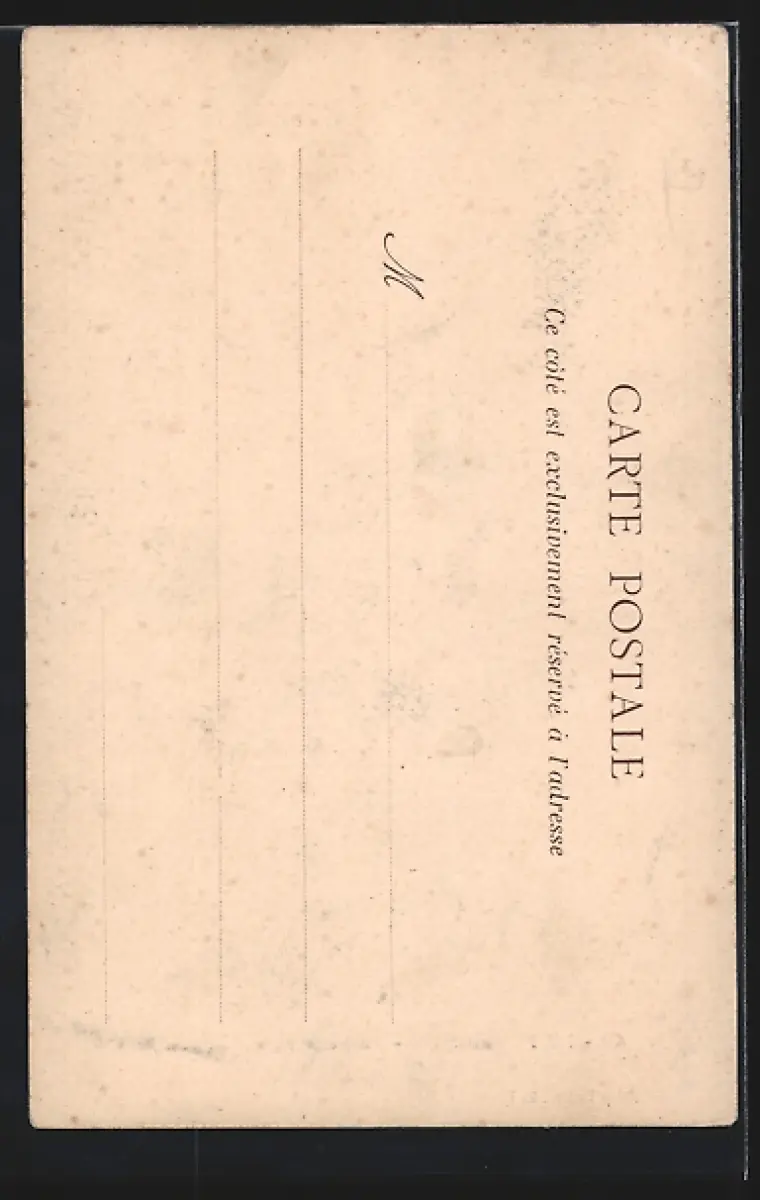 CARTE POSTALE
Ce côté est exclusivement réservé à l'adresse
M